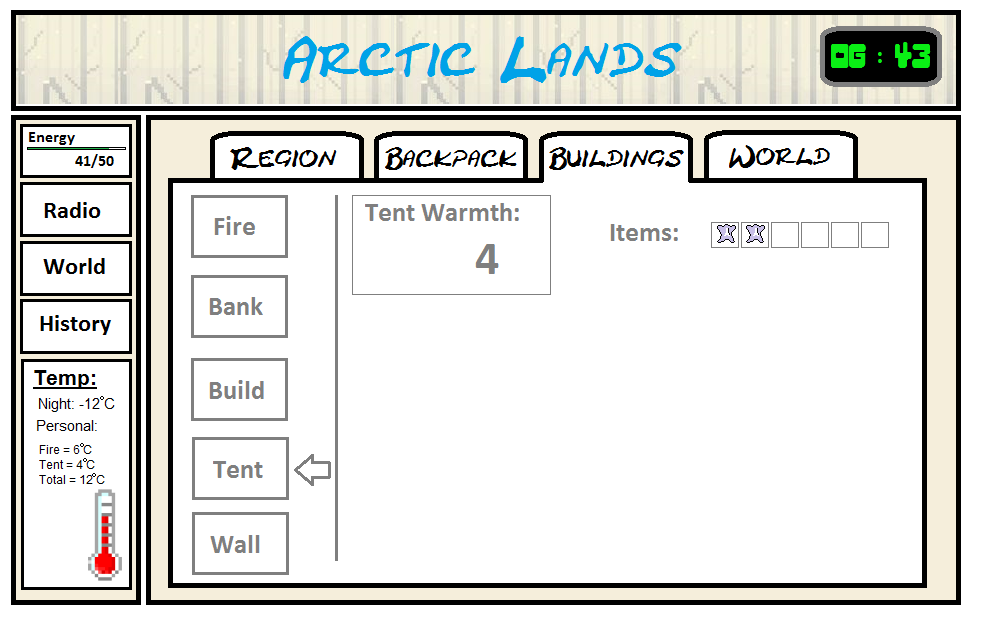 Arctic Lands
06 : 43
Energy
41/50
Radio
World
History
Temp:
Night: -12°C
Personal:
Fire = 6°C
Tent = 4°C
Total = 12°C
Region
Backpack
Buildings
World
Fire
Bank
Build
Tent
Wall
Tent Warmth:
4
Items: